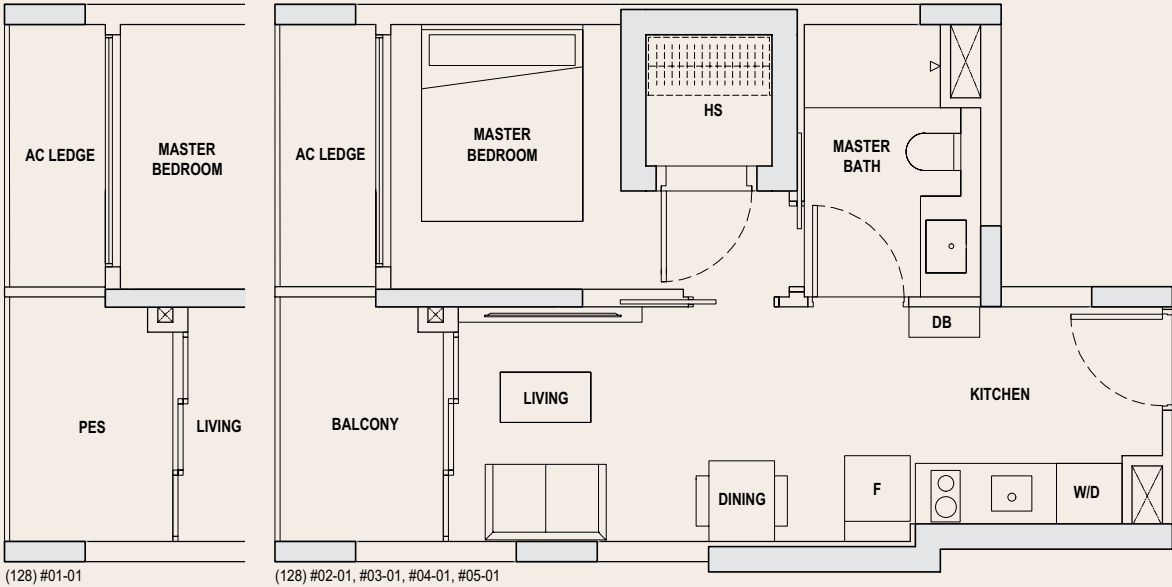 AC LEDGE
MASTER
BEDROOM
PES
LIVING
(128) #01-01
AC LEDGE
MASTER
BEDROOM
HS
MASTER
BATH
DB
BALCONY
LIVING
KITCHEN
DINING
F
W/D
(128) #02-01, #03-01, #04-01, #05-01